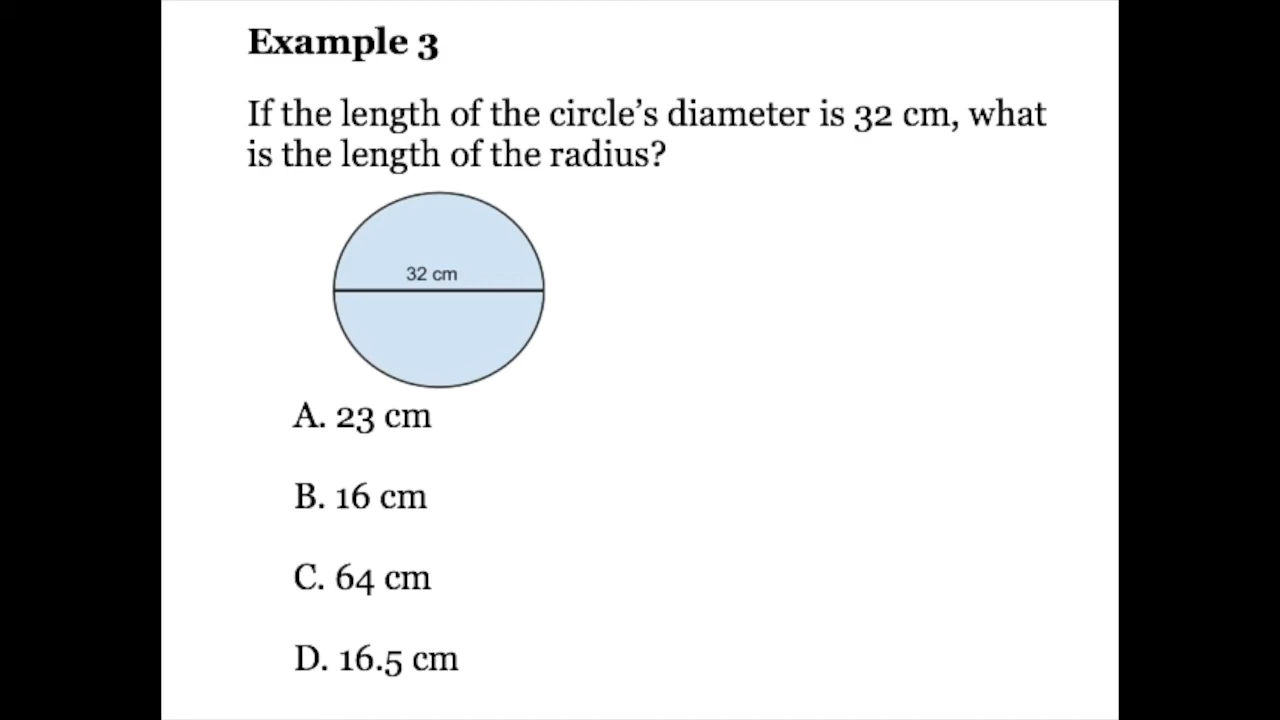 Example 3
If the length of the circle’s diameter is 32 cm, what
is the length of the radius?
32 cm
A. 23 cm
B. 16 cm
C. 64 cm
D. 16.5 cm